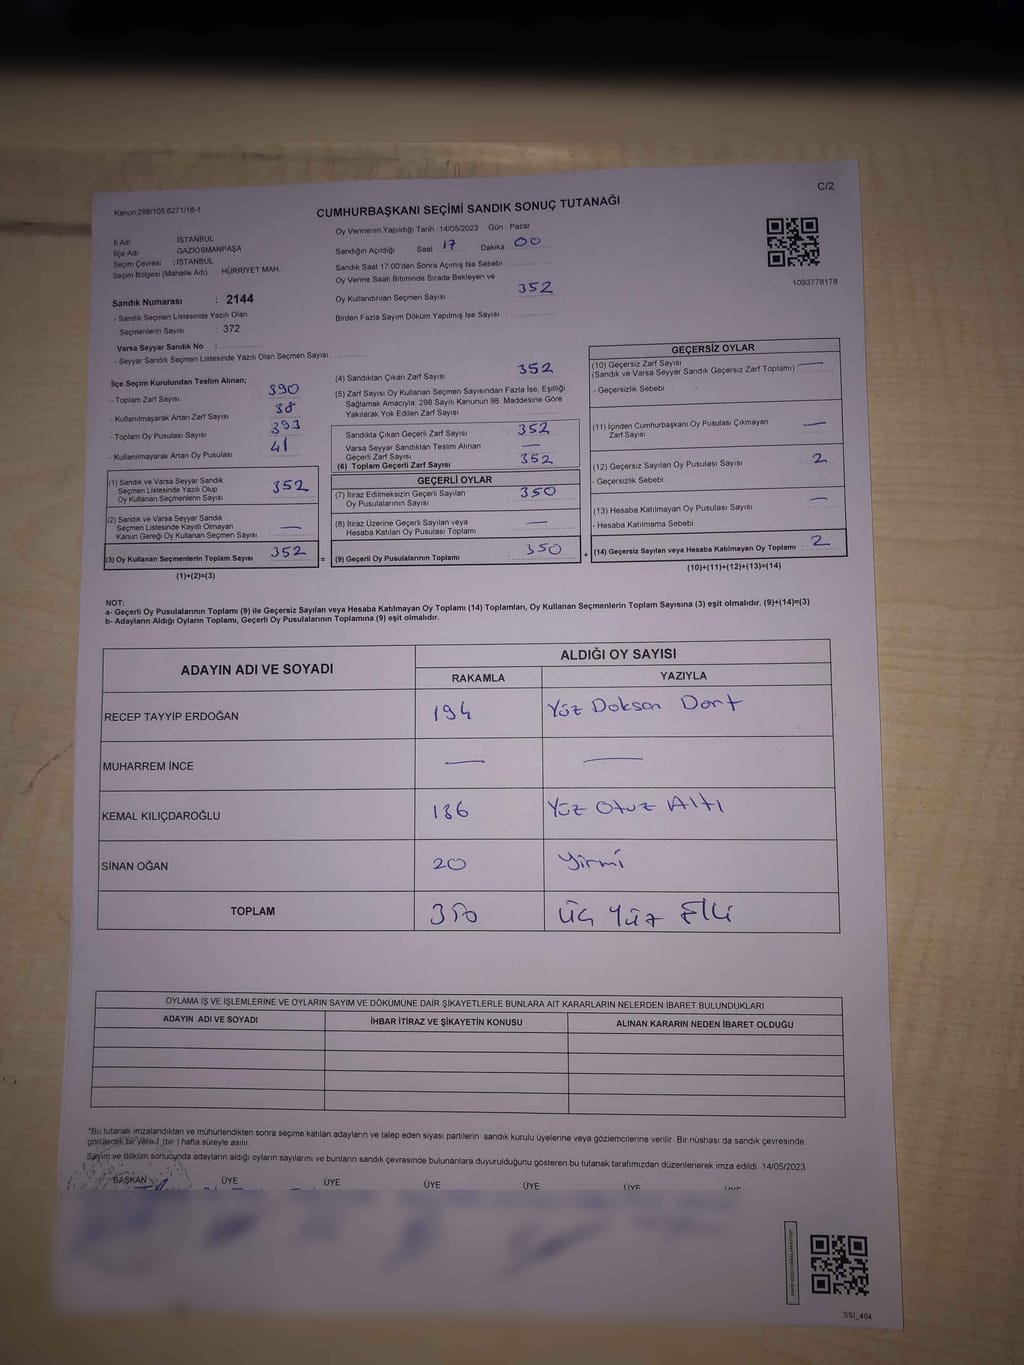 Kanun:298/105;6271/18-1
C/2
CUMHURBAŞKANI SEÇİMİ SANDIK SONUÇ TUTANAĞI
İl Adı İSTANBUL
İlçe Adı GAZİOSMANPAŞA
Seçim Çevresi : İSTANBUL
Seçim Bölgesi (Mahalle Adı) : HÜRRİYET MAH
Sandık Numarası : 2144
- Sandık Seçmen Listesinde Yazılı Olan
Seçmenlerin Sayısı : 372
Varsa Seyyar Sandık No :
- Seyyar Sandık Seçmen Listesinde Yazılı Olan Seçmen Sayısı:
Oy Vermenin Yapıldığı Tarih : 14/05/2023 Gün : Pazar
Sandığın Açıldığı Saat : 17 Dakika : 00
Sandık Saat 17:00'den Sonra Açılmış İse Sebebi :
Oy Verme Saati Bitiminde Sırada Bekleyen ve
Oy Kullandırılan Seçmen Sayısı : 352
Birden Fazla Sayım Döküm Yapılmış İse Sayısı :
1093778178
İlçe Seçim Kurulundan Teslim Alınan;
- Toplam Zarf Sayısı : 390
- Kullanılmayarak Artan Zarf Sayısı : 38
- Toplam Oy Pusulası Sayısı : 393
- Kullanılmayarak Artan Oy Pusulası : 41
(1) Sandık ve Varsa Seyyar Sandık
Seçmen Listesinde Yazılı Olup
Oy Kullanan Seçmenlerin Sayısı : 352
(2) Sandık ve Varsa Seyyar Sandık
Seçmen Listesinde Kayıtlı Olmayan
Kanun Gereği Oy Kullanan Seçmen Sayısı : —
(3) Oy Kullanan Seçmenlerin Toplam Sayısı : 352 =
(1)+(2)=(3)
(4) Sandıktan Çıkan Zarf Sayısı : 352
(5) Zarf Sayısı Oy Kullanan Seçmen Sayısından Fazla İse, Eşitliği
Sağlamak Amacıyla; 298 Sayılı Kanunun 98. Maddesine Göre
Yakılarak Yok Edilen Zarf Sayısı :
Sandıkta Çıkan Geçerli Zarf Sayısı : 352
Varsa Seyyar Sandıktan Teslim Alınan
Geçerli Zarf Sayısı : —
(6) Toplam Geçerli Zarf Sayısı : 352
GEÇERLİ OYLAR
(7) İtiraz Edilmeksizin Geçerli Sayılan
Oy Pusulalarının Sayısı : 350
(8) İtiraz Üzerine Geçerli Sayılan veya
Hesaba Katılan Oy Pusulası Toplamı : —
(9) Geçerli Oy Pusulalarının Toplamı : 350 +
GEÇERSİZ OYLAR
(10) Geçersiz Zarf Sayısı
(Sandık ve Varsa Seyyar Sandık Geçersiz Zarf Toplamı) : —
- Geçersizlik Sebebi
(11) İçinden Cumhurbaşkanı Oy Pusulası Çıkmayan
Zarf Sayısı : —
(12) Geçersiz Sayılan Oy Pusulası Sayısı : 2
- Geçersizlik Sebebi
(13) Hesaba Katılmayan Oy Pusulası Sayısı : —
- Hesaba Katılmama Sebebi
(14) Geçersiz Sayılan veya Hesaba Katılmayan Oy Toplamı : 2
(10)+(11)+(12)+(13)=(14)
NOT:
a- Geçerli Oy Pusulalarının Toplamı (9) ile Geçersiz Sayılan veya Hesaba Katılmayan Oy Toplamı (14) Toplamları, Oy Kullanan Seçmenlerin Toplam Sayısına (3) eşit olmalıdır. (9)+(14)=(3)
b- Adayların Aldığı Oyların Toplamı, Geçerli Oy Pusulalarının Toplamına (9) eşit olmalıdır.
ADAYIN ADI VE SOYADI ALDIĞI OY SAYISI
RAKAMLA YAZIYLA
RECEP TAYYİP ERDOĞAN 194 Yüz Doksan Dört
MUHARREM İNCE — —
KEMAL KILIÇDAROĞLU 136 Yüz Otuz Altı
SİNAN OĞAN 20 Yirmi
TOPLAM 350 Üç Yüz Elli
OYLAMA İŞ VE İŞLEMLERİNE VE OYLARIN SAYIM VE DÖKÜMÜNE DAİR ŞİKAYETLERLE BUNLARA AİT KARARLARIN NELERDEN İBARET BULUNDUKLARI
ADAYIN ADI VE SOYADI İHBAR İTİRAZ VE ŞİKAYETİN KONUSU ALINAN KARARIN NEDEN İBARET OLDUĞU
*Bu tutanak imzalandıktan ve mühürlendikten sonra seçime katılan adayların ve talep eden siyasi partilerin sandık kurulu üyelerine veya gözlemcilerine verilir. Bir nüshası da sandık çevresinde
görülecek bir yere 1 (bir) hafta süreyle asılır.
Sayım ve döküm sonucunda adayların aldığı oyların sayılarını ve bunların sandık çevresinde bulunanlara duyurulduğunu gösteren bu tutanak tarafımızdan düzenlenerek imza edildi. 14/05/2023
BAŞKAN ÜYE ÜYE ÜYE ÜYE ÜYE ÜYE
SSI_404